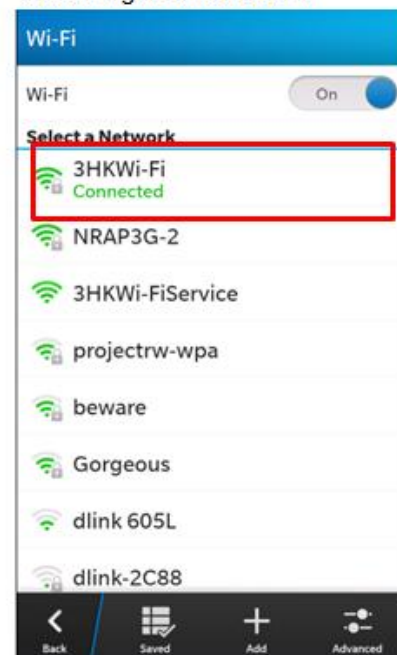 Wi-Fi
Wi-Fi On
Select a Network
3HKWi-Fi
Connected
NRAP3G-2
3HKWi-FiService
projectrw-wpa
beware
Gorgeous
dlink 605L
dlink-2C88
Back Saved Add Advanced